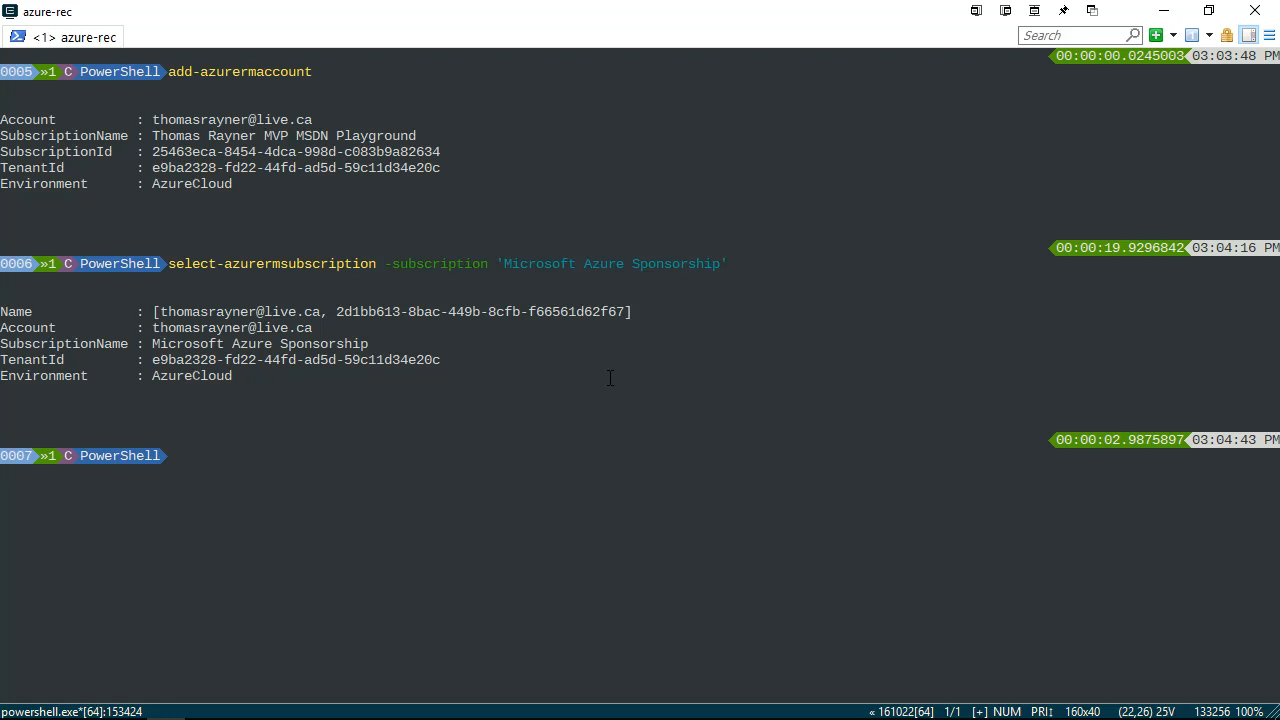 azure-rec
<1> azure-rec
Search
00:00:00.0245003 03:03:48 PM
0005 »1 C PowerShell add-azurermaccount
Account : thomasrayner@live.ca
SubscriptionName : Thomas Rayner MVP MSDN Playground
SubscriptionId : 25463eca-8454-4dca-998d-c083b9a82634
TenantId : e9ba2328-fd22-44fd-ad5d-59c11d34e20c
Environment : AzureCloud
00:00:19.9296842 03:04:16 PM
0006 »1 C PowerShell select-azurermsubscription -subscription 'Microsoft Azure Sponsorship'
Name : [thomasrayner@live.ca, 2d1bb613-8bac-449b-8cfb-f66561d62f67]
Account : thomasrayner@live.ca
SubscriptionName : Microsoft Azure Sponsorship
TenantId : e9ba2328-fd22-44fd-ad5d-59c11d34e20c
Environment : AzureCloud
00:00:02.9875897 03:04:43 PM
0007 »1 C PowerShell
powershell.exe*[64]:153424 « 161022[64] 1/1 [+] NUM PRI↕ 160x40 (22,26) 25V 133256 100%